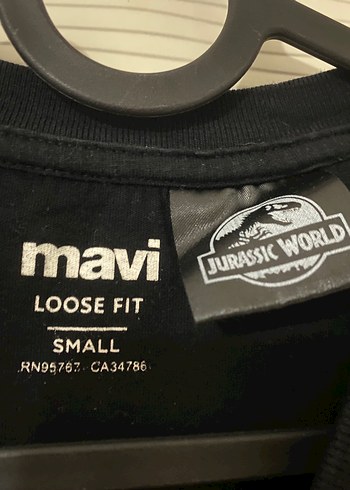 mavi
LOOSE FIT
SMALL
RN95767 CA34786
JURASSIC WORLD